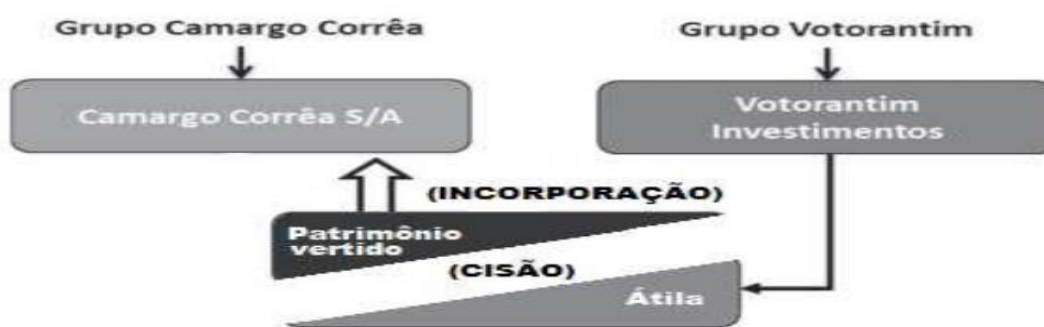 Grupo Camargo Corrêa
Grupo Votorantim
Camargo Corrêa S/A
Votorantim
Investimentos
(INCORPORAÇÃO)
Patrimônio
vertido
(CISÃO)
Átila